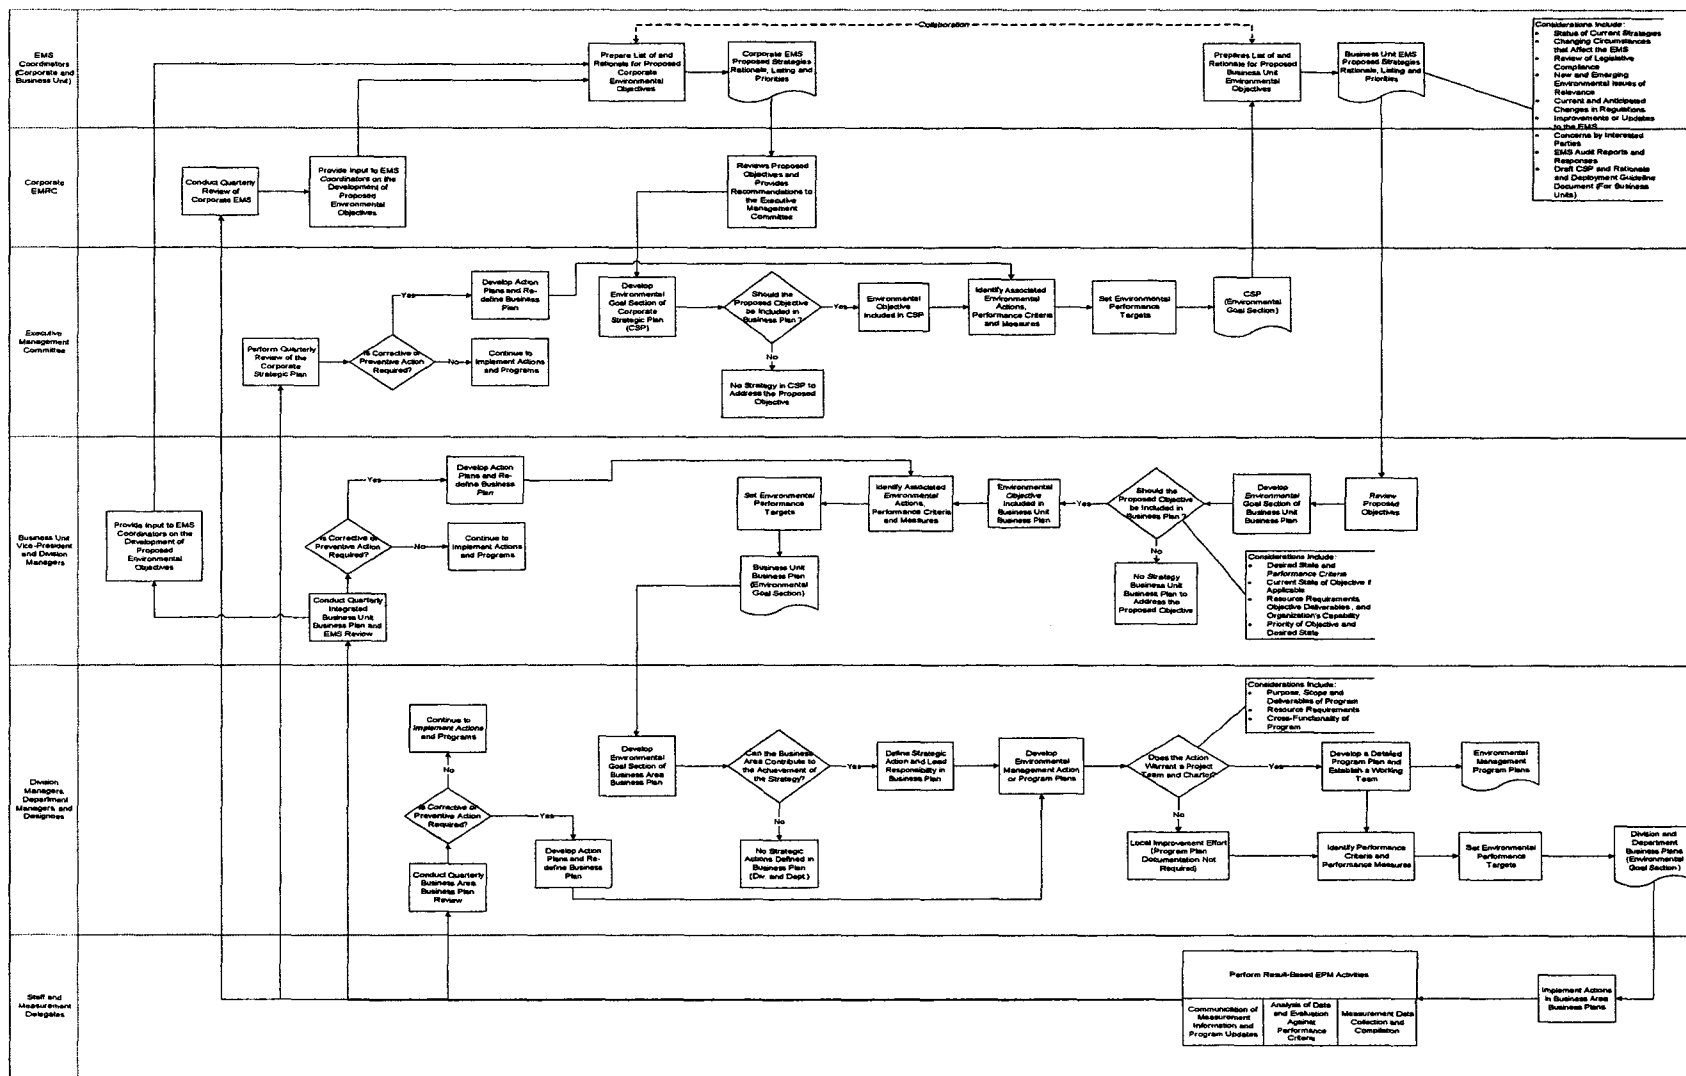 EMS
Coordinators
(Corporate and
Business Unit)
Collaboration
Prepare List of and
Rationale for Proposed
Corporate
Environmental
Objectives
Corporate EMS
Proposed Strategies
Rationale, Listing and
Priorities
Prepares List of and
Rationale for Proposed
Business Unit
Environmental
Objectives
Business Unit EMS
Proposed Strategies
Rationale, Listing and
Priorities
Considerations Include:
• Status of Current Strategies
• Changing Circumstances
that Affect the EMS
• Review of Legislative
Compliance
• New and Emerging
Environmental Issues of
Relevance
• Current and Anticipated
Changes in Regulations
• Improvements or Updates
to the EMS
• Concerns by Interested
Parties
• EMS Audit Reports and
Responses
• Draft CSP and Rationale
and Deployment Guideline
Document (For Business
Units)
Corporate
EMRC
Conduct Quarterly
Review of
Corporate EMS
Provide Input to EMS
Coordinators on the
Development of
Proposed
Environmental
Objectives
Reviews Proposed
Objectives and
Provides
Recommendations to
the Executive
Management
Committee
Executive
Management
Committee
Perform Quarterly
Review of the
Corporate
Strategic Plan
Is Corrective or
Preventive Action
Required?
Yes
Develop Action
Plans and Re-
define Business
Plan
No
Continue to
Implement Actions
and Programs
Develop
Environmental
Goal Section of
Corporate
Strategic Plan
(CSP)
Should the
Proposed Objective
be Included in
Business Plan ?
Yes
No
No Strategy in CSP to
Address the Proposed
Objective
Environmental
Objective
Included in CSP
Identify Associated
Environmental
Actions,
Performance Criteria
and Measures
Set Environmental
Performance
Targets
CSP
(Environmental
Goal Section)
Business Unit
Vice-President
and Division
Managers
Provide Input to EMS
Coordinators on the
Development of
Proposed
Environmental
Objectives
Conduct Quarterly
Integrated
Business Unit
Business Plan and
EMS Review
Is Corrective or
Preventive Action
Required?
Yes
Develop Action
Plans and Re-
define Business
Plan
No
Continue to
Implement Actions
and Programs
Set Environmental
Performance
Targets
Identify Associated
Environmental
Actions,
Performance Criteria
and Measures
Environmental
Objective
Included in
Business Unit
Business Plan
Yes
Should the
Proposed Objective
be Included in
Business Plan ?
Develop
Environmental Goal
Section of Business
Unit Business Plan
Review
Proposed
Objectives
No
No Strategy
Business Unit
Business Plan to
Address the
Proposed Objective
Business Unit
Business Plan
(Environmental
Goal Section)
Considerations Include:
• Desired State and
Performance Criteria
• Current State of Objective if
Applicable
• Resource Requirements,
Objective Deliverables, and
Organization's Capability
• Priority of Objective and
Desired State
Division
Managers,
Department
Managers, and
Designees
Continue to
Implement Actions
and Programs
No
Is Corrective or
Preventive Action
Required?
Yes
Conduct Quarterly
Business Area
Business Plan
Review
Develop Action
Plans and Re-
define Business
Plan
Develop
Environmental
Goal Section of
Business Area
Business Plan
Can the Business
Area Contribute to
the Achievement of
the Strategy?
Yes
No
No Strategic
Actions Defined in
Business Plan
(Div. and Dept.)
Define Strategic
Action and Lead
Responsibility in
Business Plan
Develop
Environmental
Management Action
or Program Plans
Considerations Include:
• Purpose, Scope and
Deliverables of Program
• Resource Requirements
• Cross-Functionality of
Program
Does the Action
Warrant a Project
Team and Charter?
Yes
No
Develop a Detailed
Program Plan and
Establish a Working
Team
Environmental
Management
Program Plans
Local Improvement Effort
(Program Plan
Documentation Not
Required)
Identify Performance
Criteria and
Performance Measures
Set Environmental
Performance
Targets
Division and
Department
Business Plans
(Environmental
Goal Section)
Staff and
Measurement
Delegates
Perform Result-Based EPM Activities
Communication of
Measurement
Information and
Program Updates
Analysis of Data
and Evaluation
Against
Performance
Criteria
Measurement Data
Collection and
Compilation
Implement Actions
in Business Area
Business Plans